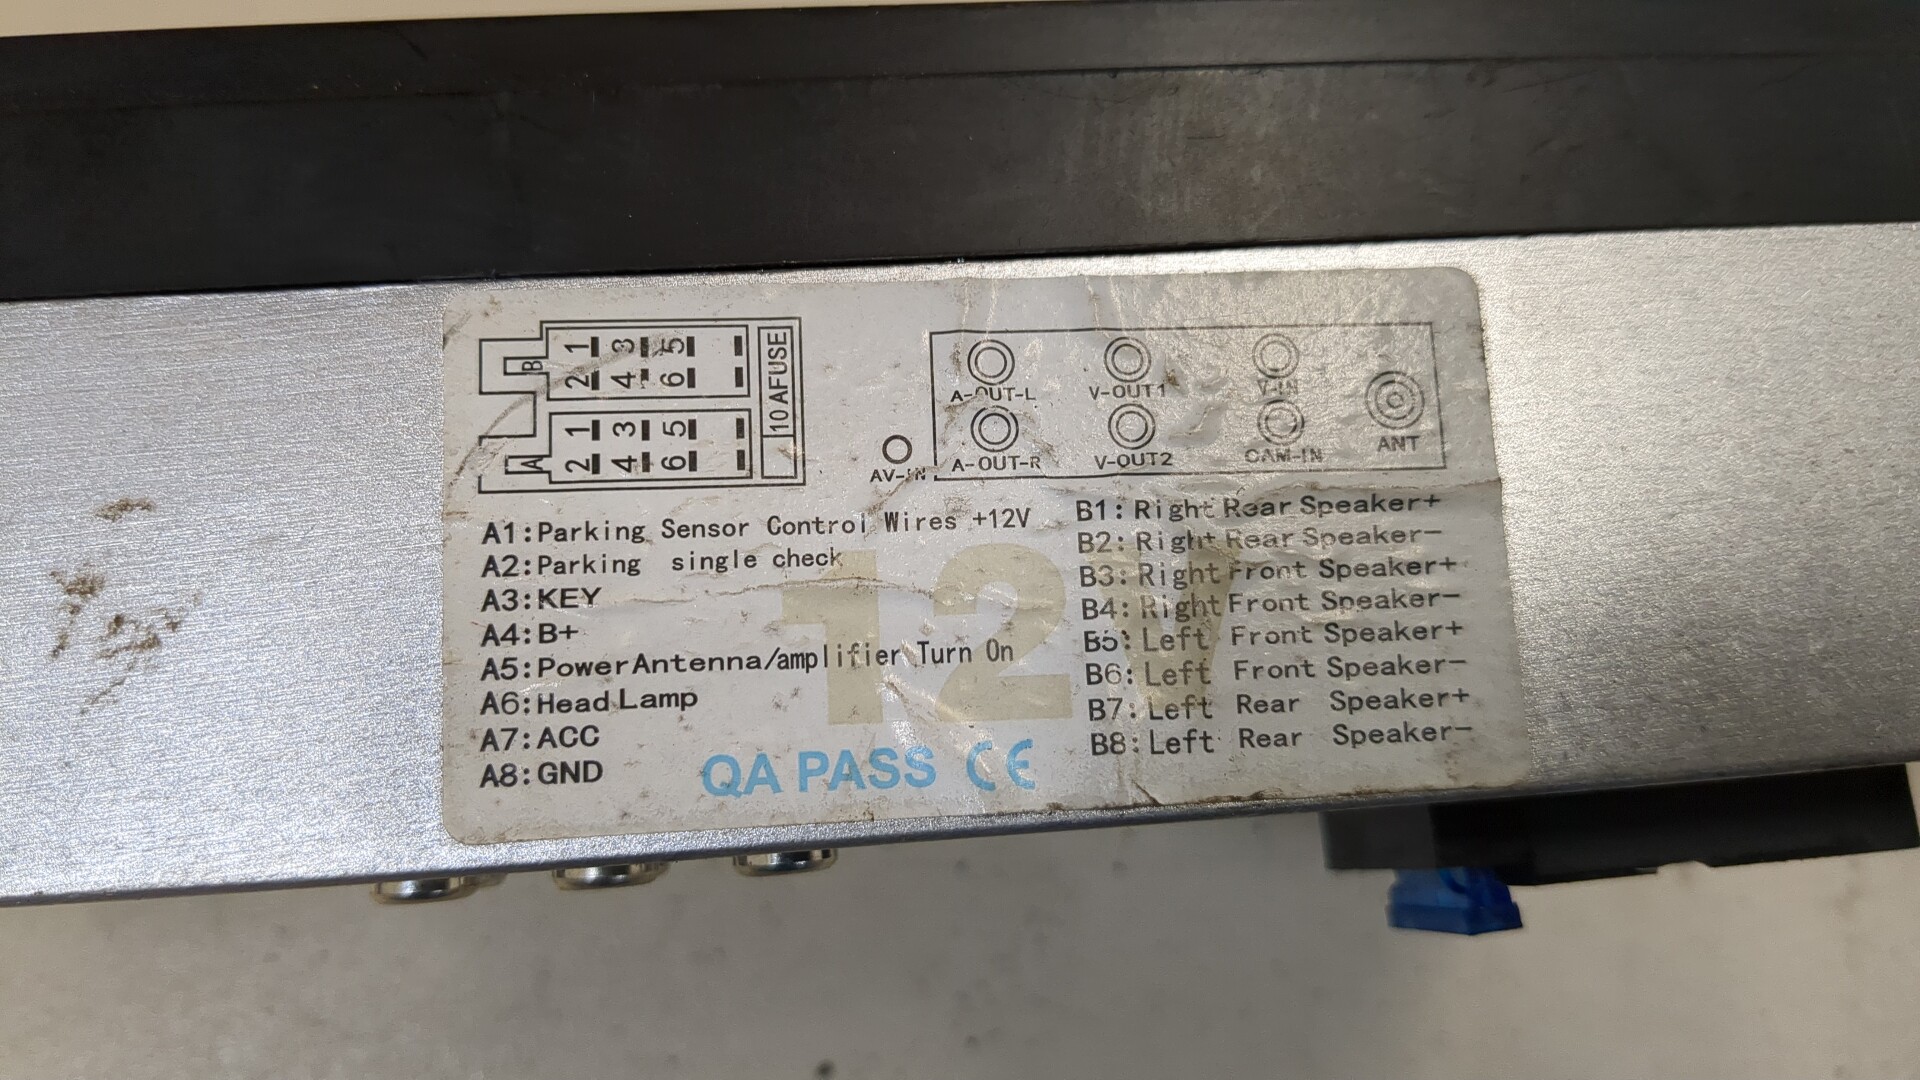 B 1 3 5
2 4 6
A 1 3 5
2 4 6
10AFUSE
A-OUT-L V-OUT1 V-IN
A-OUT-R V-OUT2 CAM-IN ANT
AV-IN
A1:Parking Sensor Control Wires +12V
A2:Parking single check
A3:KEY
A4:B+
A5:Power Antenna/amplifier Turn On
A6:Head Lamp
A7:ACC
A8:GND
B1:Right Rear Speaker+
B2:Right Rear Speaker-
B3:Right Front Speaker+
B4:Right Front Speaker-
B5:Left Front Speaker+
B6:Left Front Speaker-
B7:Left Rear Speaker+
B8:Left Rear Speaker-
12V
QA PASS CE